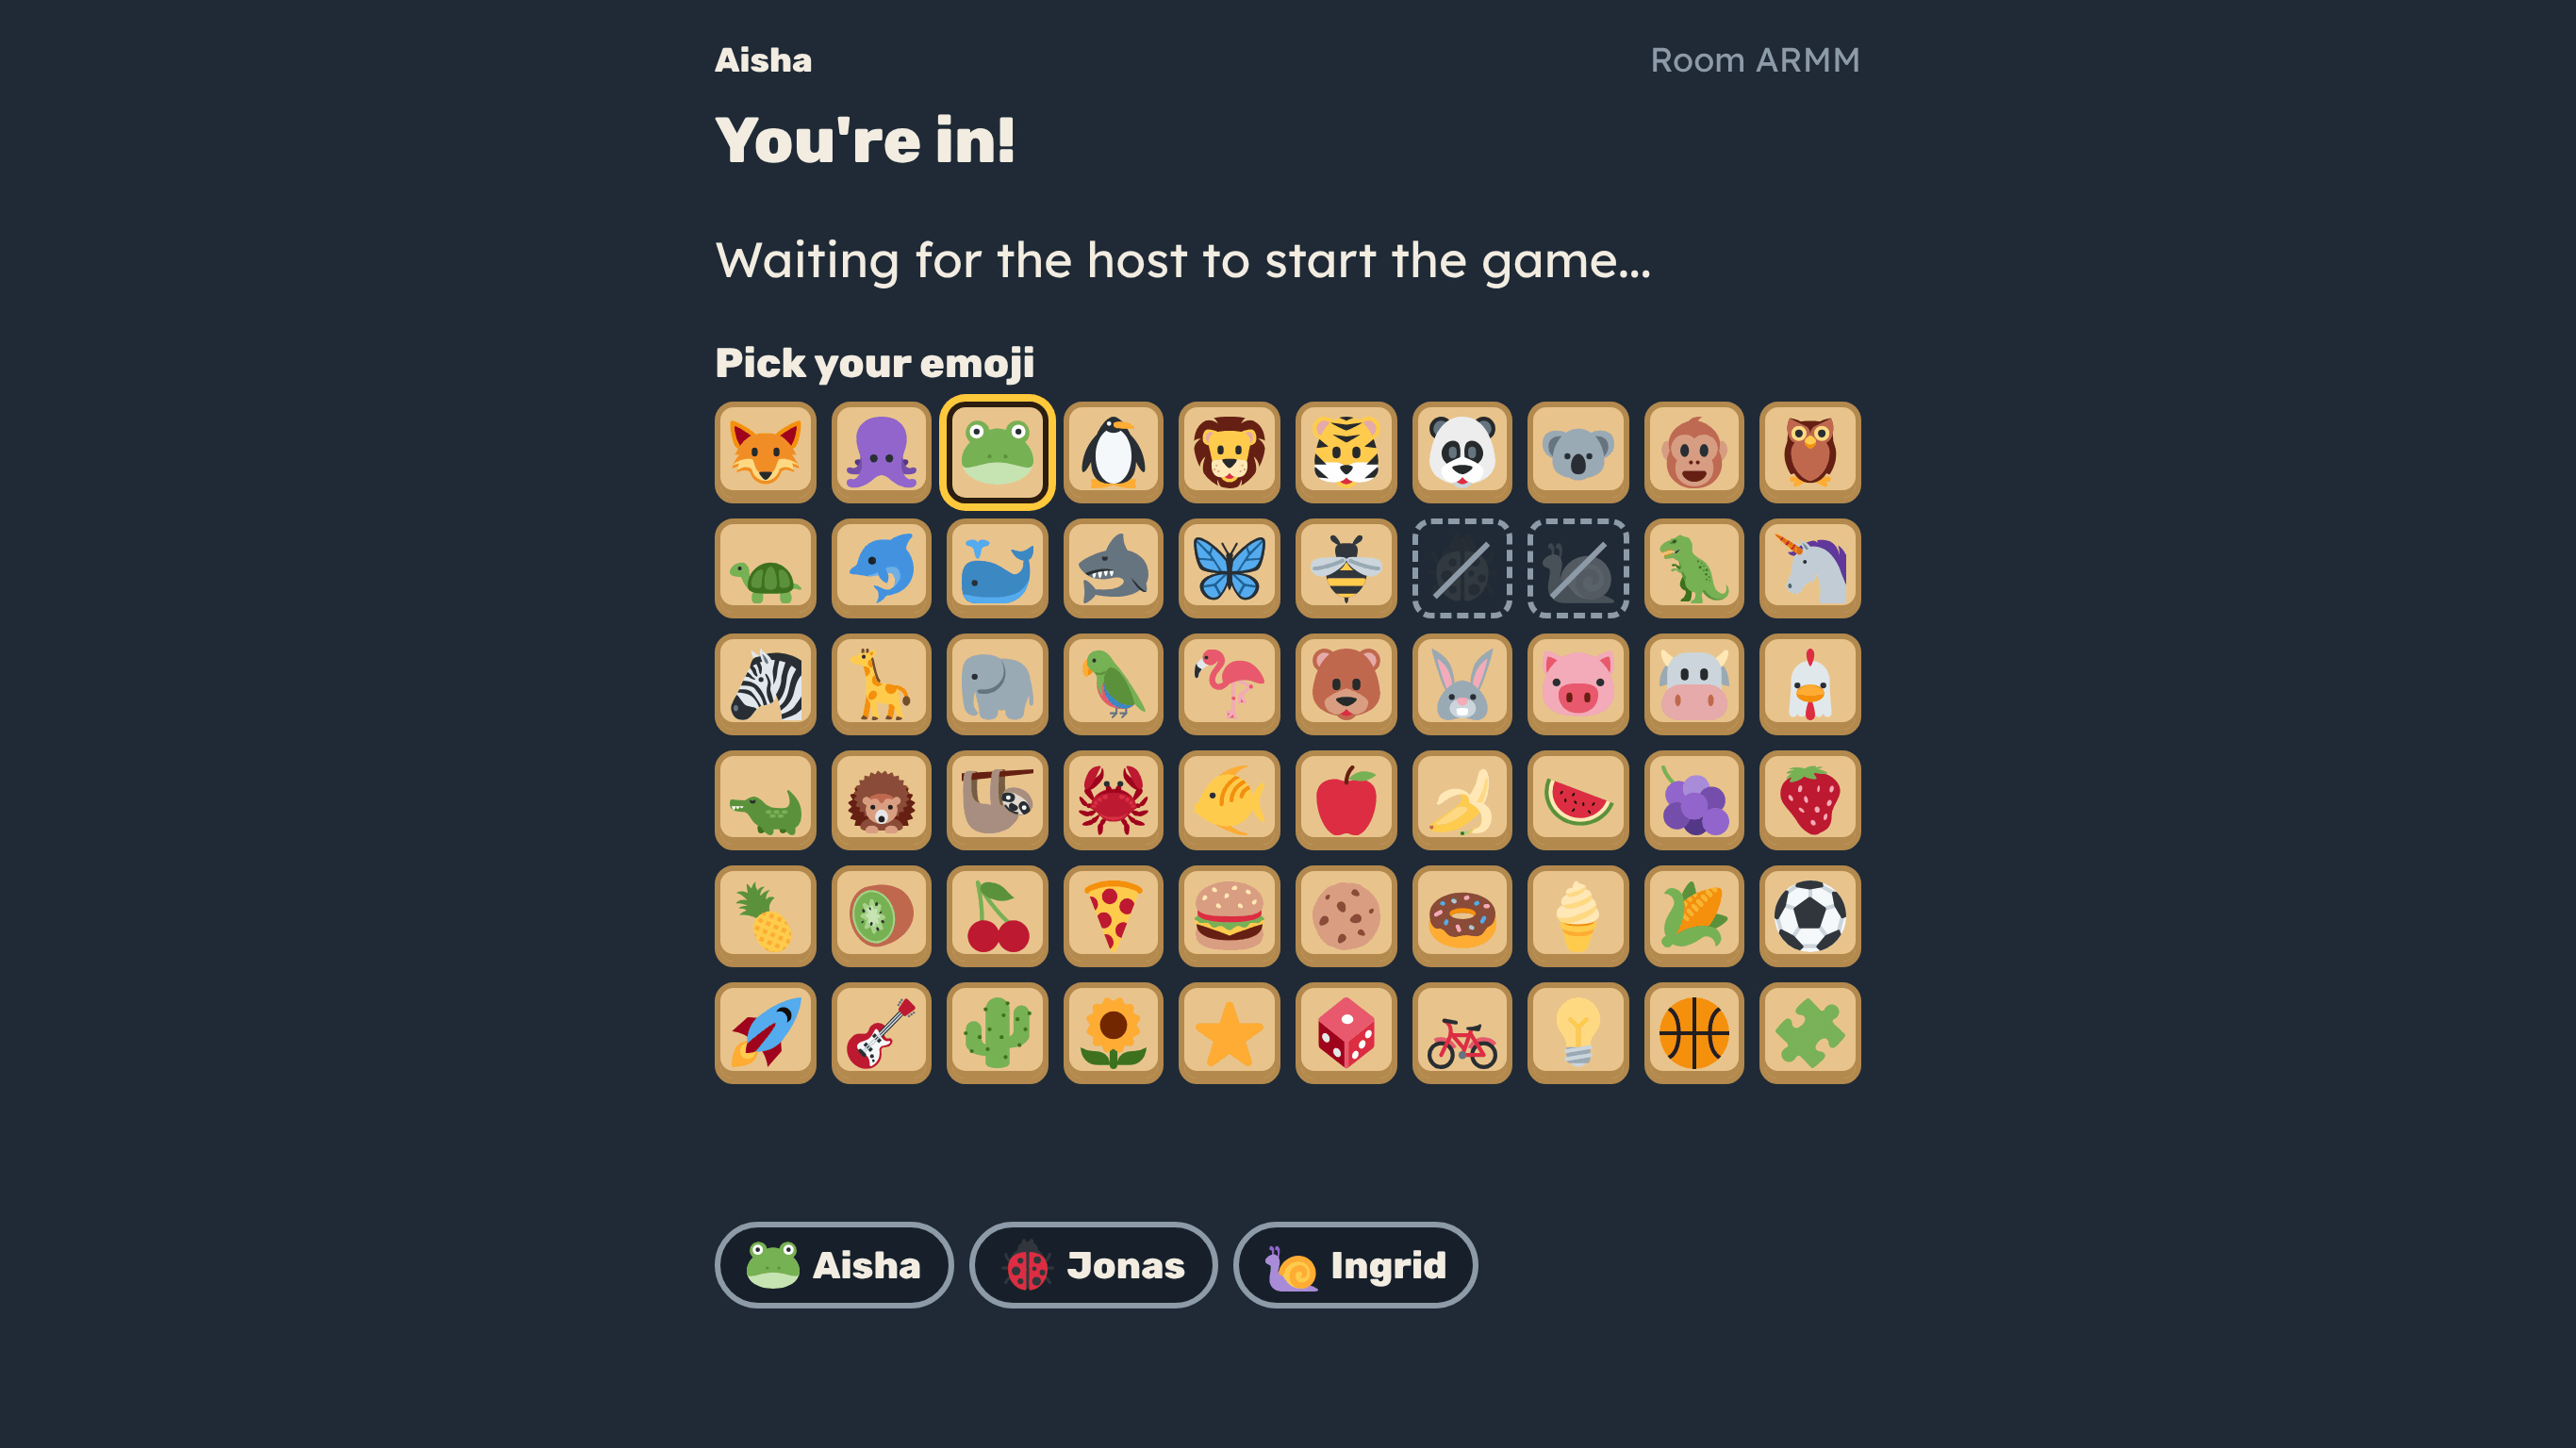 Aisha
Room ARMM
You're in!
Waiting for the host to start the game...
Pick your emoji
Aisha
Jonas
Ingrid